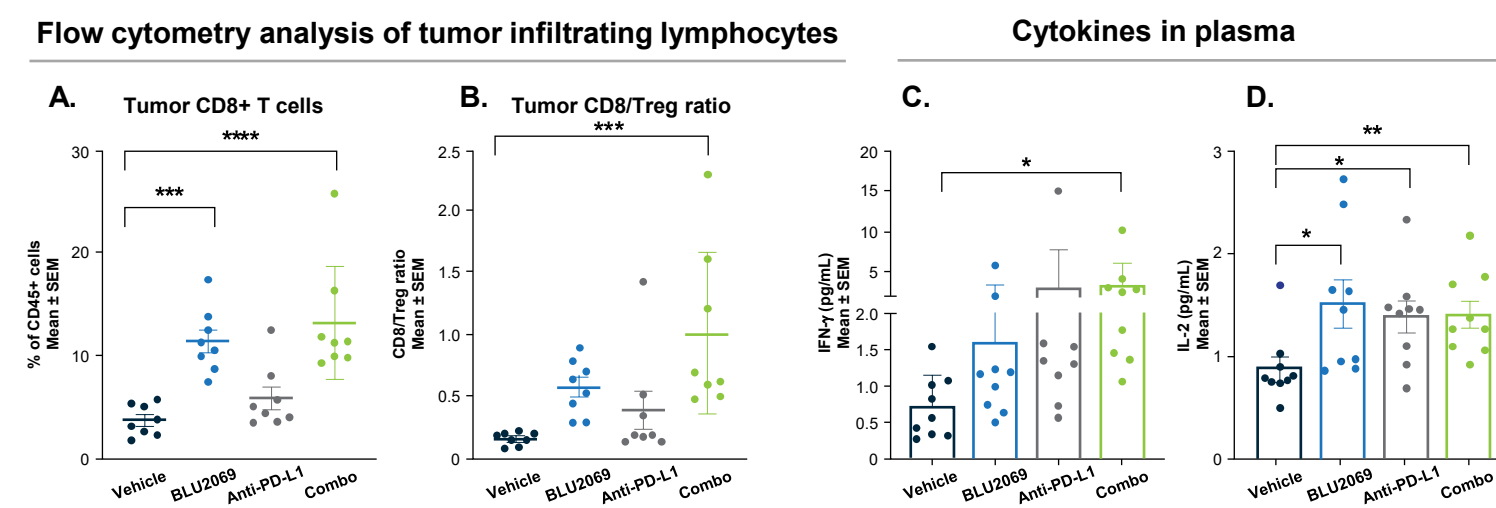 Flow cytometry analysis of tumor infiltrating lymphocytes
Cytokines in plasma
A.
Tumor CD8+ T cells
****
***
% of CD45+ cells
Mean ± SEM
30
20
10
0
Vehicle
BLU2069
Anti-PD-L1
Combo
B.
Tumor CD8/Treg ratio
***
CD8/Treg ratio
Mean ± SEM
2.5
2.0
1.5
1.0
0.5
0
Vehicle
BLU2069
Anti-PD-L1
Combo
C.
*
IFN-γ (pg/mL)
Mean ± SEM
20
15
10
5
2.0
1.5
1.0
0.5
0
Vehicle
BLU2069
Anti-PD-L1
Combo
D.
**
*
*
IL-2 (pg/mL)
Mean ± SEM
3
2
1
0
Vehicle
BLU2069
Anti-PD-L1
Combo